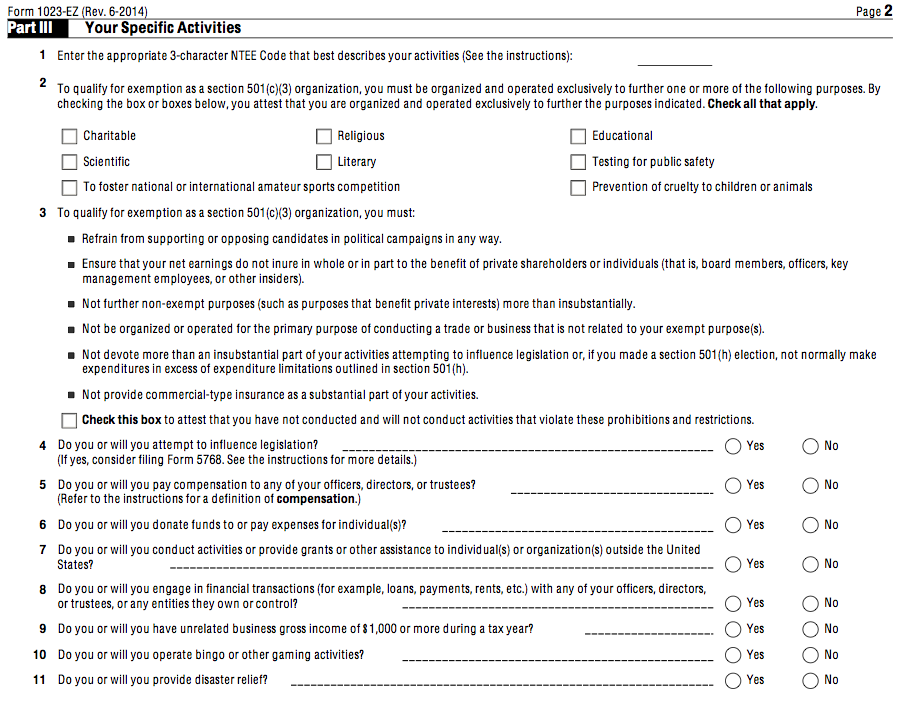 Form 1023-EZ (Rev. 6-2014) Page 2
Part III Your Specific Activities
1 Enter the appropriate 3-character NTEE Code that best describes your activities (See the instructions):
2 To qualify for exemption as a section 501(c)(3) organization, you must be organized and operated exclusively to further one or more of the following purposes. By
checking the box or boxes below, you attest that you are organized and operated exclusively to further the purposes indicated. Check all that apply.
Charitable Religious Educational
Scientific Literary Testing for public safety
To foster national or international amateur sports competition Prevention of cruelty to children or animals
3 To qualify for exemption as a section 501(c)(3) organization, you must:
■ Refrain from supporting or opposing candidates in political campaigns in any way.
■ Ensure that your net earnings do not inure in whole or in part to the benefit of private shareholders or individuals (that is, board members, officers, key
management employees, or other insiders).
■ Not further non-exempt purposes (such as purposes that benefit private interests) more than insubstantially.
■ Not be organized or operated for the primary purpose of conducting a trade or business that is not related to your exempt purpose(s).
■ Not devote more than an insubstantial part of your activities attempting to influence legislation or, if you made a section 501(h) election, not normally make
expenditures in excess of expenditure limitations outlined in section 501(h).
■ Not provide commercial-type insurance as a substantial part of your activities.
Check this box to attest that you have not conducted and will not conduct activities that violate these prohibitions and restrictions.
4 Do you or will you attempt to influence legislation? Yes No
(If yes, consider filing Form 5768. See the instructions for more details.)
5 Do you or will you pay compensation to any of your officers, directors, or trustees? Yes No
(Refer to the instructions for a definition of compensation.)
6 Do you or will you donate funds to or pay expenses for individual(s)? Yes No
7 Do you or will you conduct activities or provide grants or other assistance to individual(s) or organization(s) outside the United
States? Yes No
8 Do you or will you engage in financial transactions (for example, loans, payments, rents, etc.) with any of your officers, directors,
or trustees, or any entities they own or control? Yes No
9 Do you or will you have unrelated business gross income of $1,000 or more during a tax year? Yes No
10 Do you or will you operate bingo or other gaming activities? Yes No
11 Do you or will you provide disaster relief? Yes No